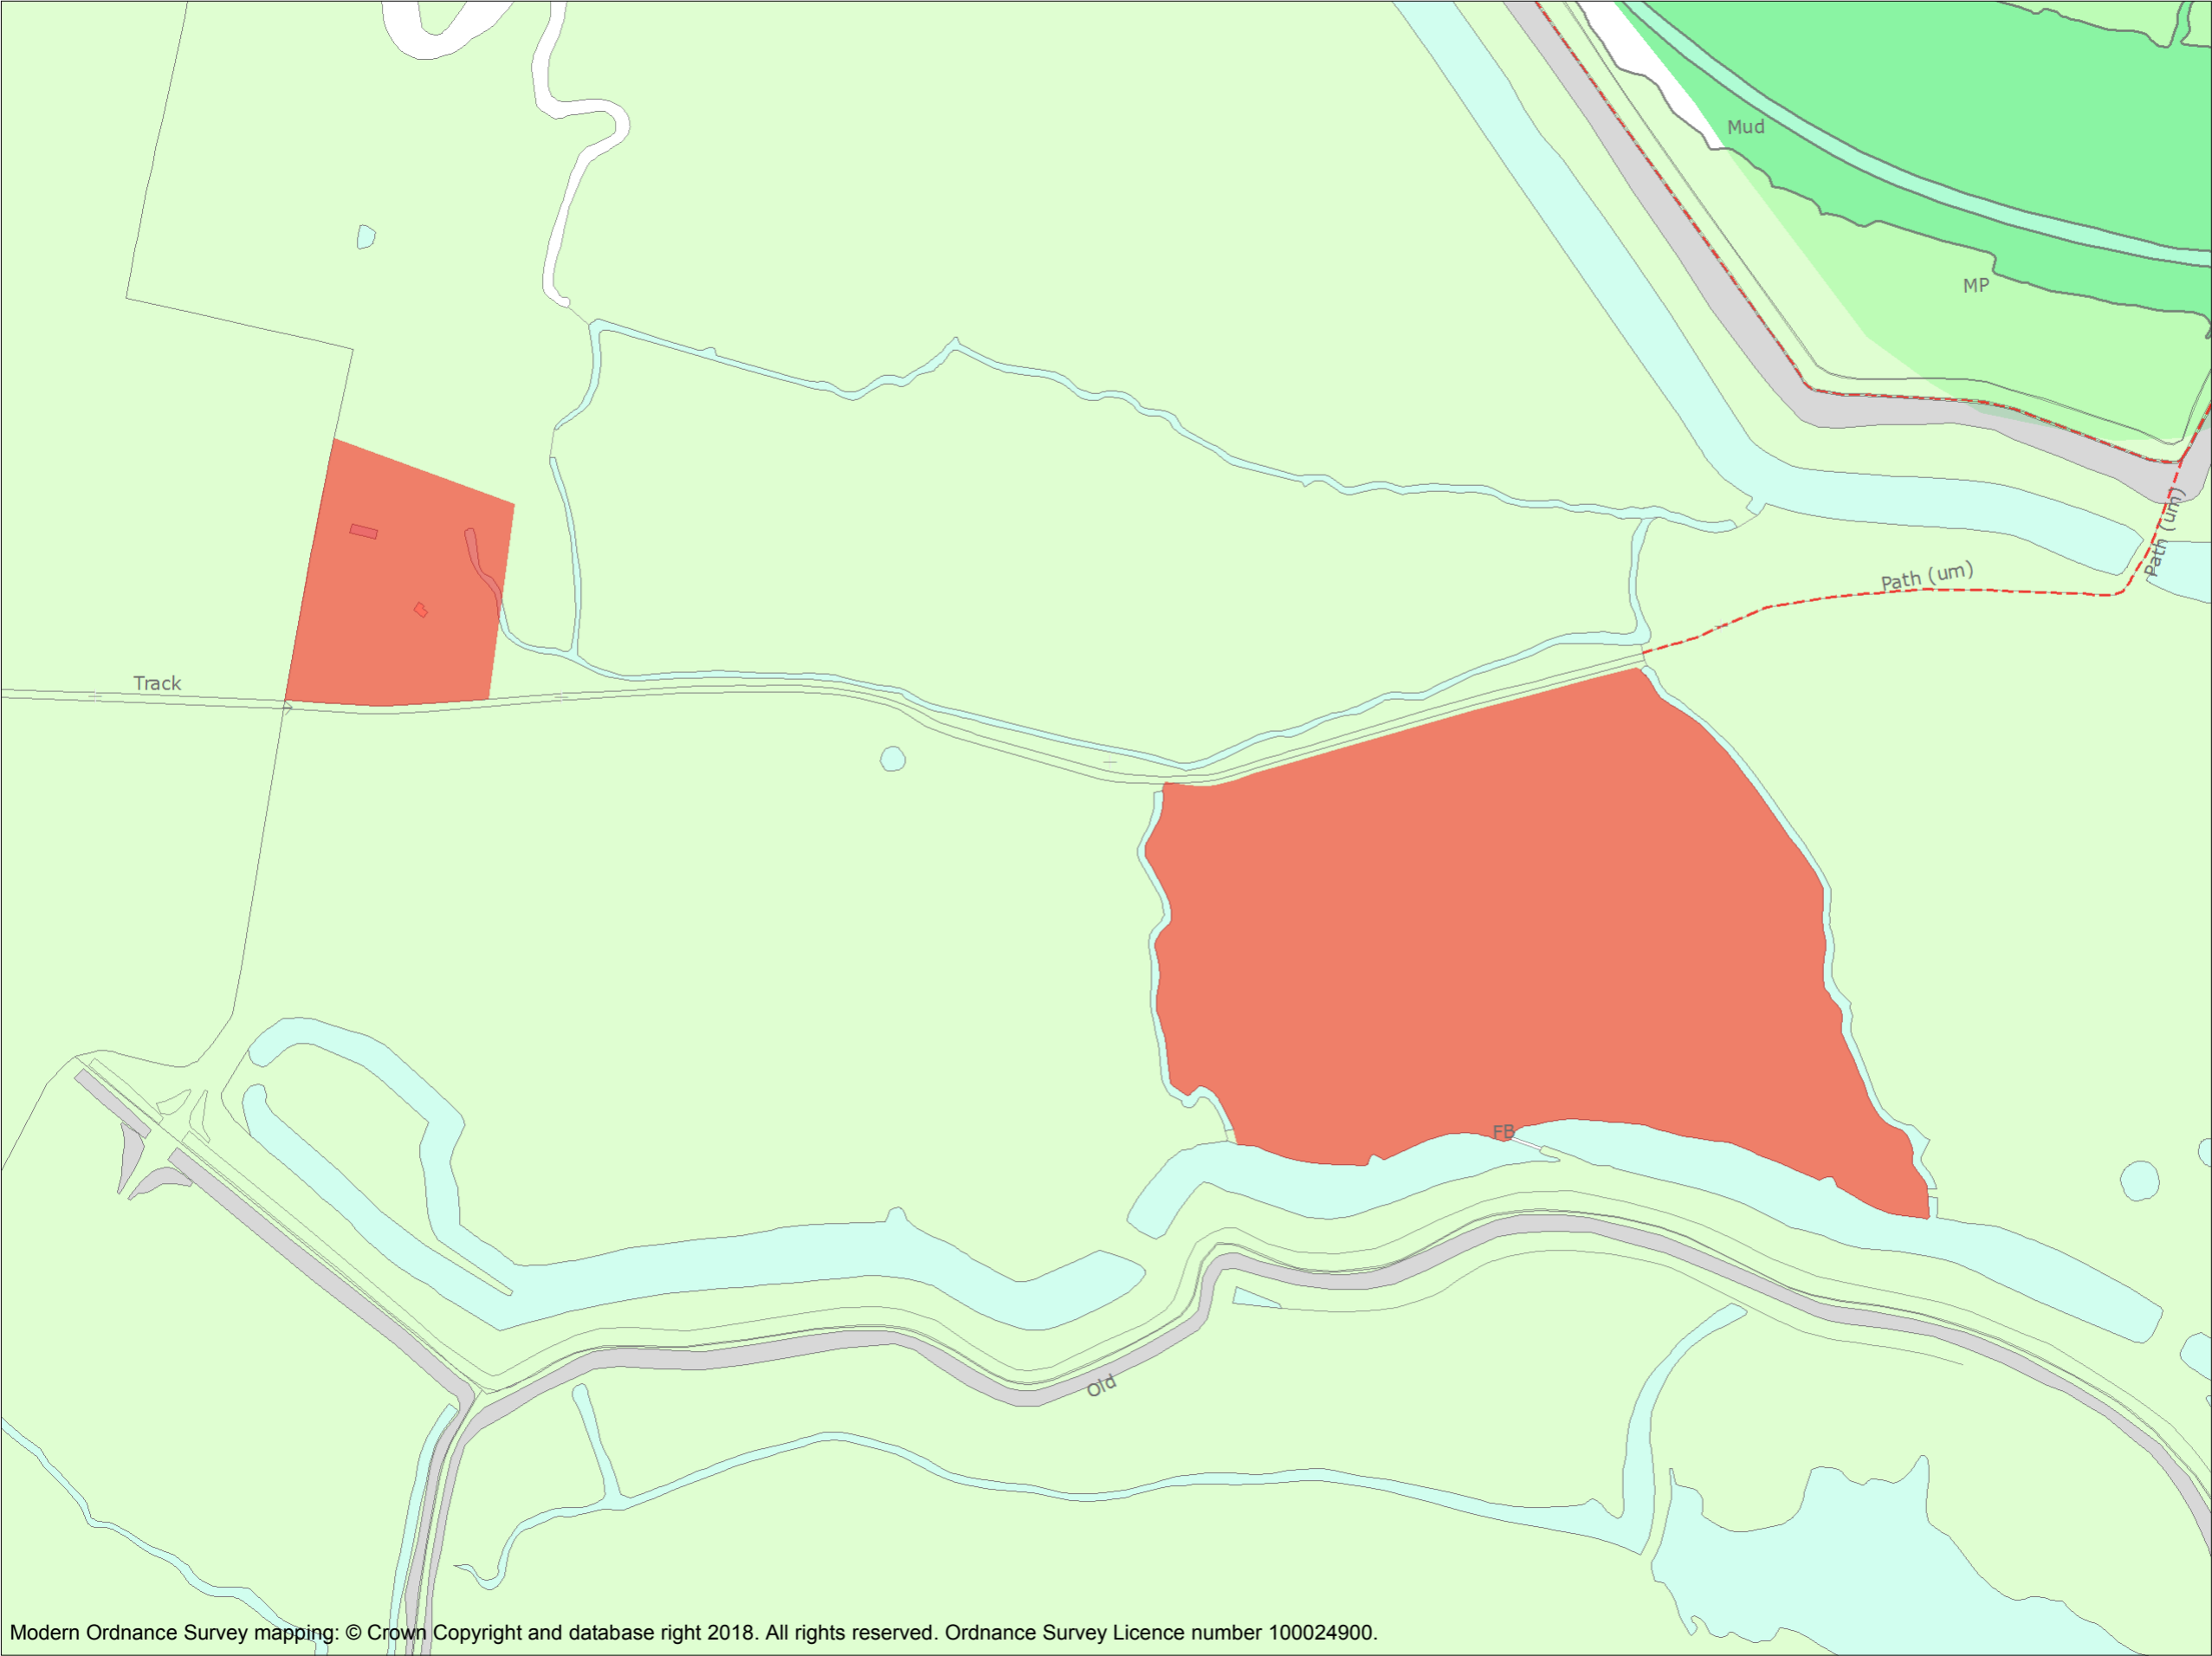 Mud
MP
Path (um)
Path (um)
Track
FB
Old
Modern Ordnance Survey mapping: © Crown Copyright and database right 2018. All rights reserved. Ordnance Survey Licence number 100024900.